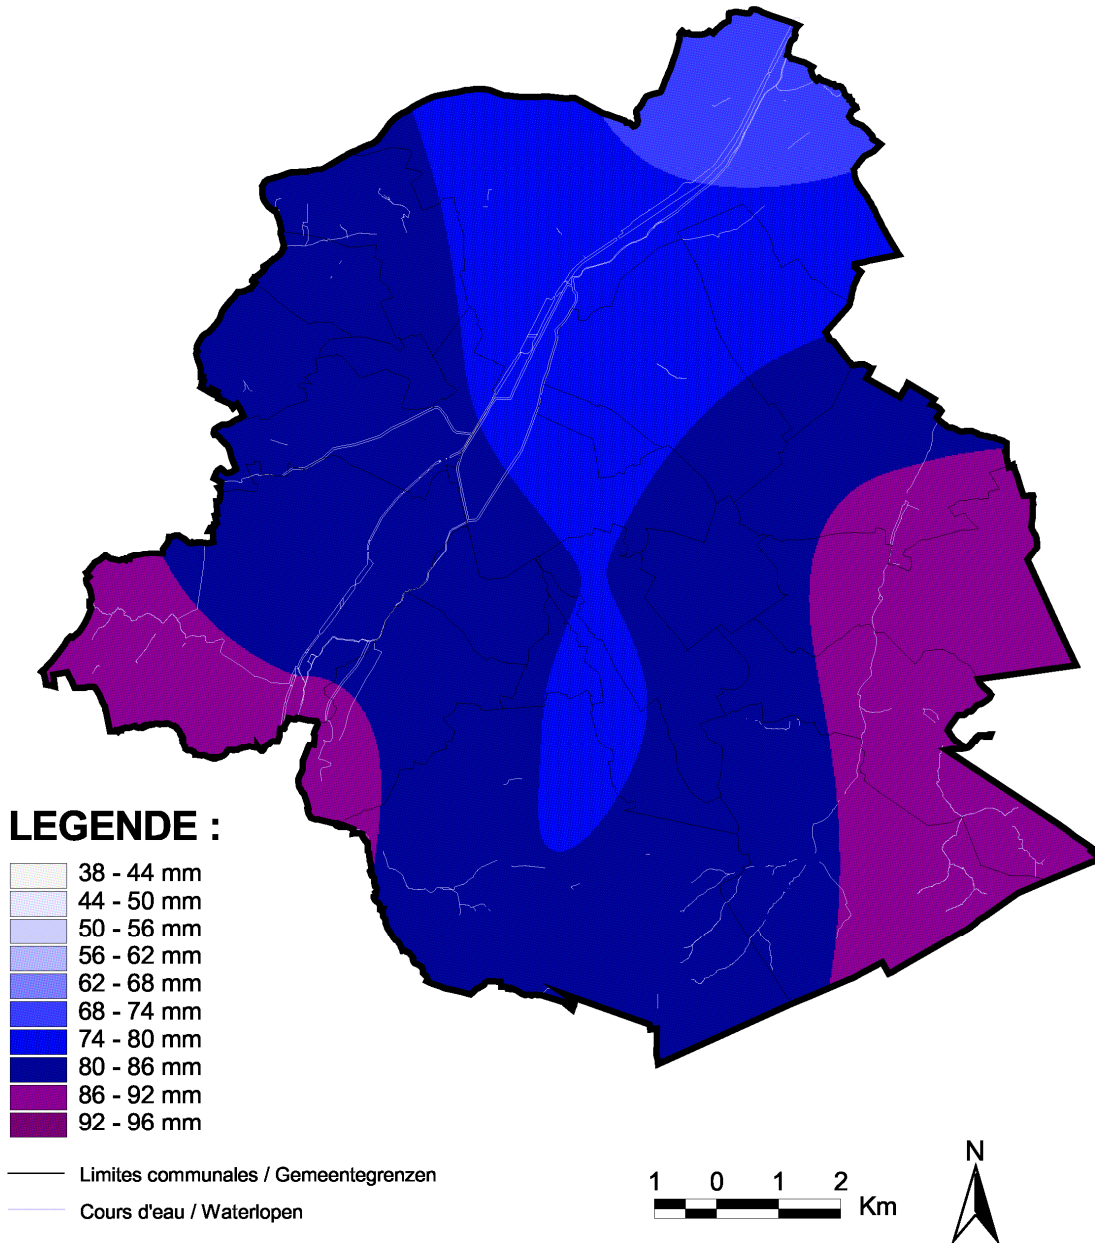 LEGENDE :
38 - 44 mm
44 - 50 mm
50 - 56 mm
56 - 62 mm
62 - 68 mm
68 - 74 mm
74 - 80 mm
80 - 86 mm
86 - 92 mm
92 - 96 mm
Limites communales / Gemeentegrenzen
Cours d'eau / Waterlopen
1 0 1 2
Km
N